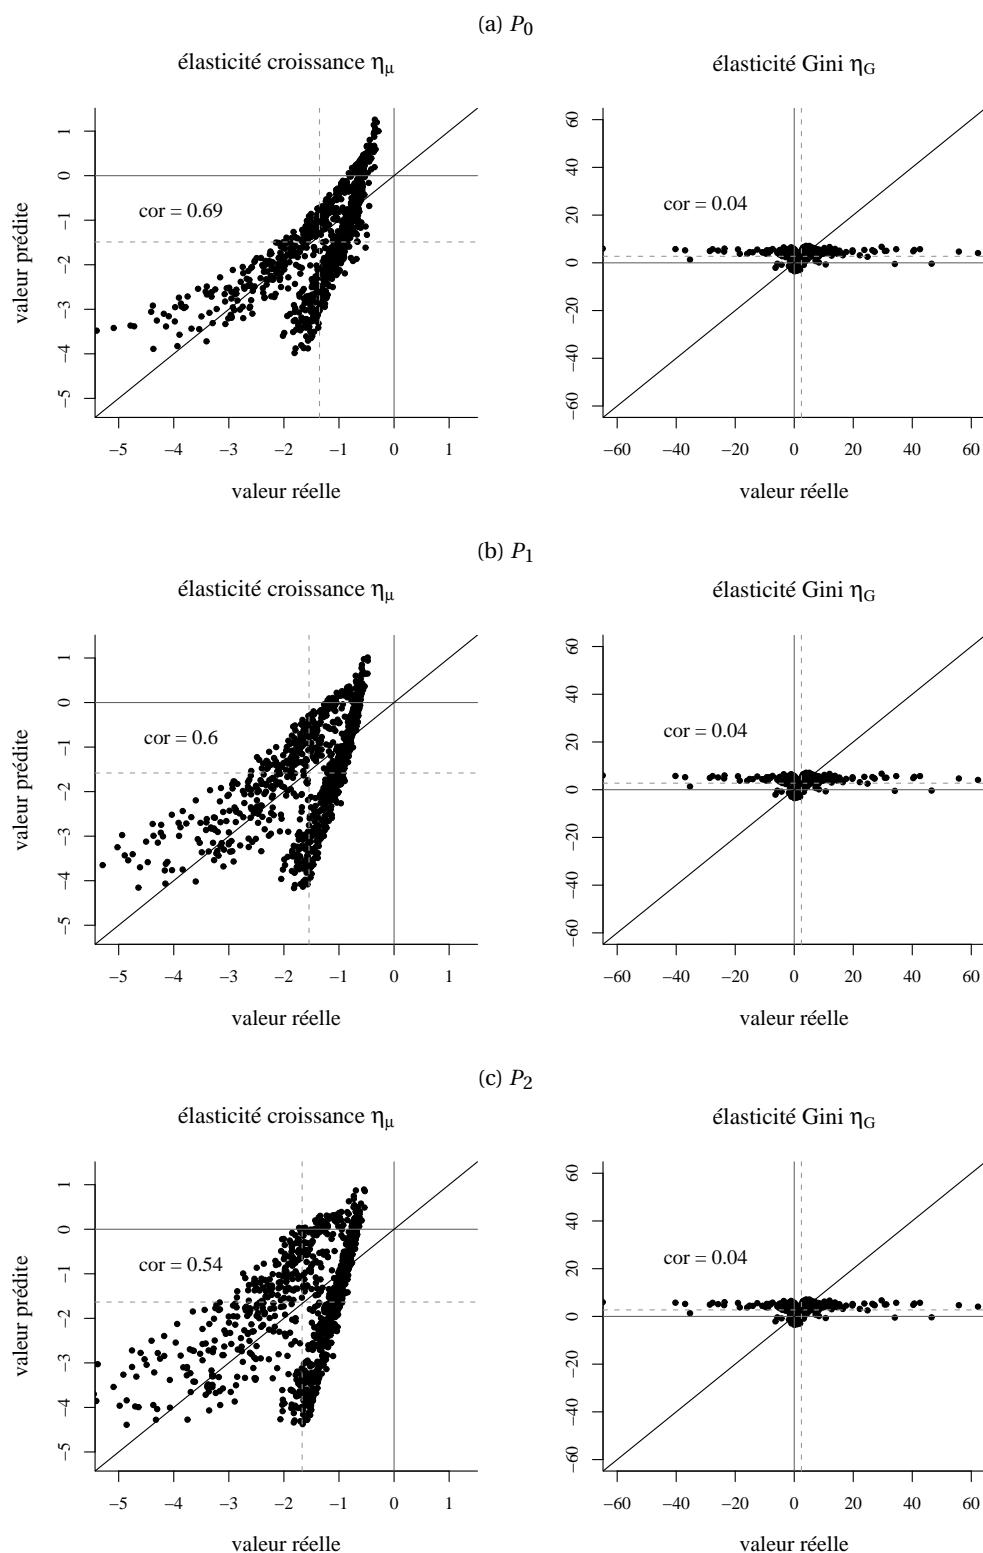 (a) P0
élasticité croissance ημ
élasticité Gini ηG
valeur prédite
1
0
−1
−2
−3
−4
−5
cor = 0.69
−5 −4 −3 −2 −1 0 1
valeur réelle
60
40
20
0
−20
−40
−60
cor = 0.04
−60 −40 −20 0 20 40 60
valeur réelle
(b) P1
élasticité croissance ημ
élasticité Gini ηG
valeur prédite
1
0
−1
−2
−3
−4
−5
cor = 0.6
−5 −4 −3 −2 −1 0 1
valeur réelle
60
40
20
0
−20
−40
−60
cor = 0.04
−60 −40 −20 0 20 40 60
valeur réelle
(c) P2
élasticité croissance ημ
élasticité Gini ηG
valeur prédite
1
0
−1
−2
−3
−4
−5
cor = 0.54
−5 −4 −3 −2 −1 0 1
valeur réelle
60
40
20
0
−20
−40
−60
cor = 0.04
−60 −40 −20 0 20 40 60
valeur réelle